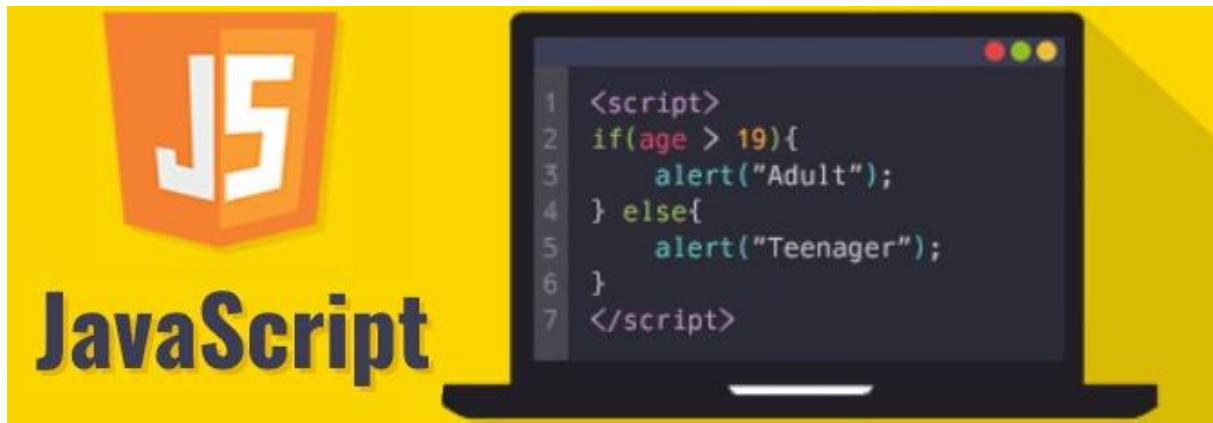 JS
JavaScript
1 <script>
2 if(age > 19){
3     alert("Adult");
4 } else{
5     alert("Teenager");
6 }
7 </script>